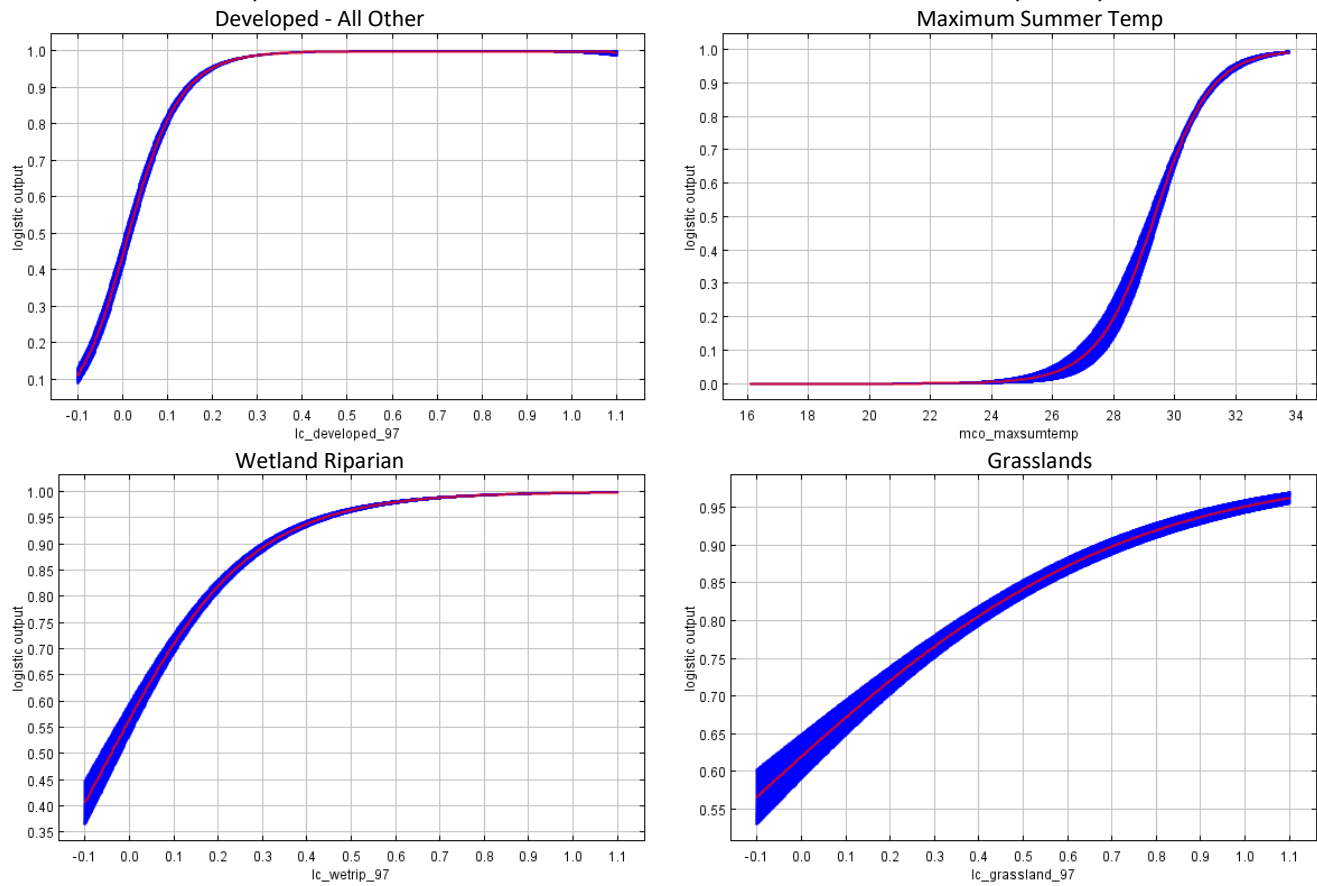 Developed - All Other
1.0
0.9
0.8
0.7
0.6
0.5
0.4
0.3
0.2
0.1
logistic output
-0.1 0.0 0.1 0.2 0.3 0.4 0.5 0.6 0.7 0.8 0.9 1.0 1.1
lc_developed_97
Maximum Summer Temp
1.0
0.9
0.8
0.7
0.6
0.5
0.4
0.3
0.2
0.1
0.0
logistic output
16 18 20 22 24 26 28 30 32 34
mco_maxsumtemp
Wetland Riparian
1.00
0.95
0.90
0.85
0.80
0.75
0.70
0.65
0.60
0.55
0.50
0.45
0.40
0.35
logistic output
-0.1 0.0 0.1 0.2 0.3 0.4 0.5 0.6 0.7 0.8 0.9 1.0 1.1
lc_wetrip_97
Grasslands
0.95
0.90
0.85
0.80
0.75
0.70
0.65
0.60
0.55
logistic output
-0.1 0.0 0.1 0.2 0.3 0.4 0.5 0.6 0.7 0.8 0.9 1.0 1.1
lc_grassland_97